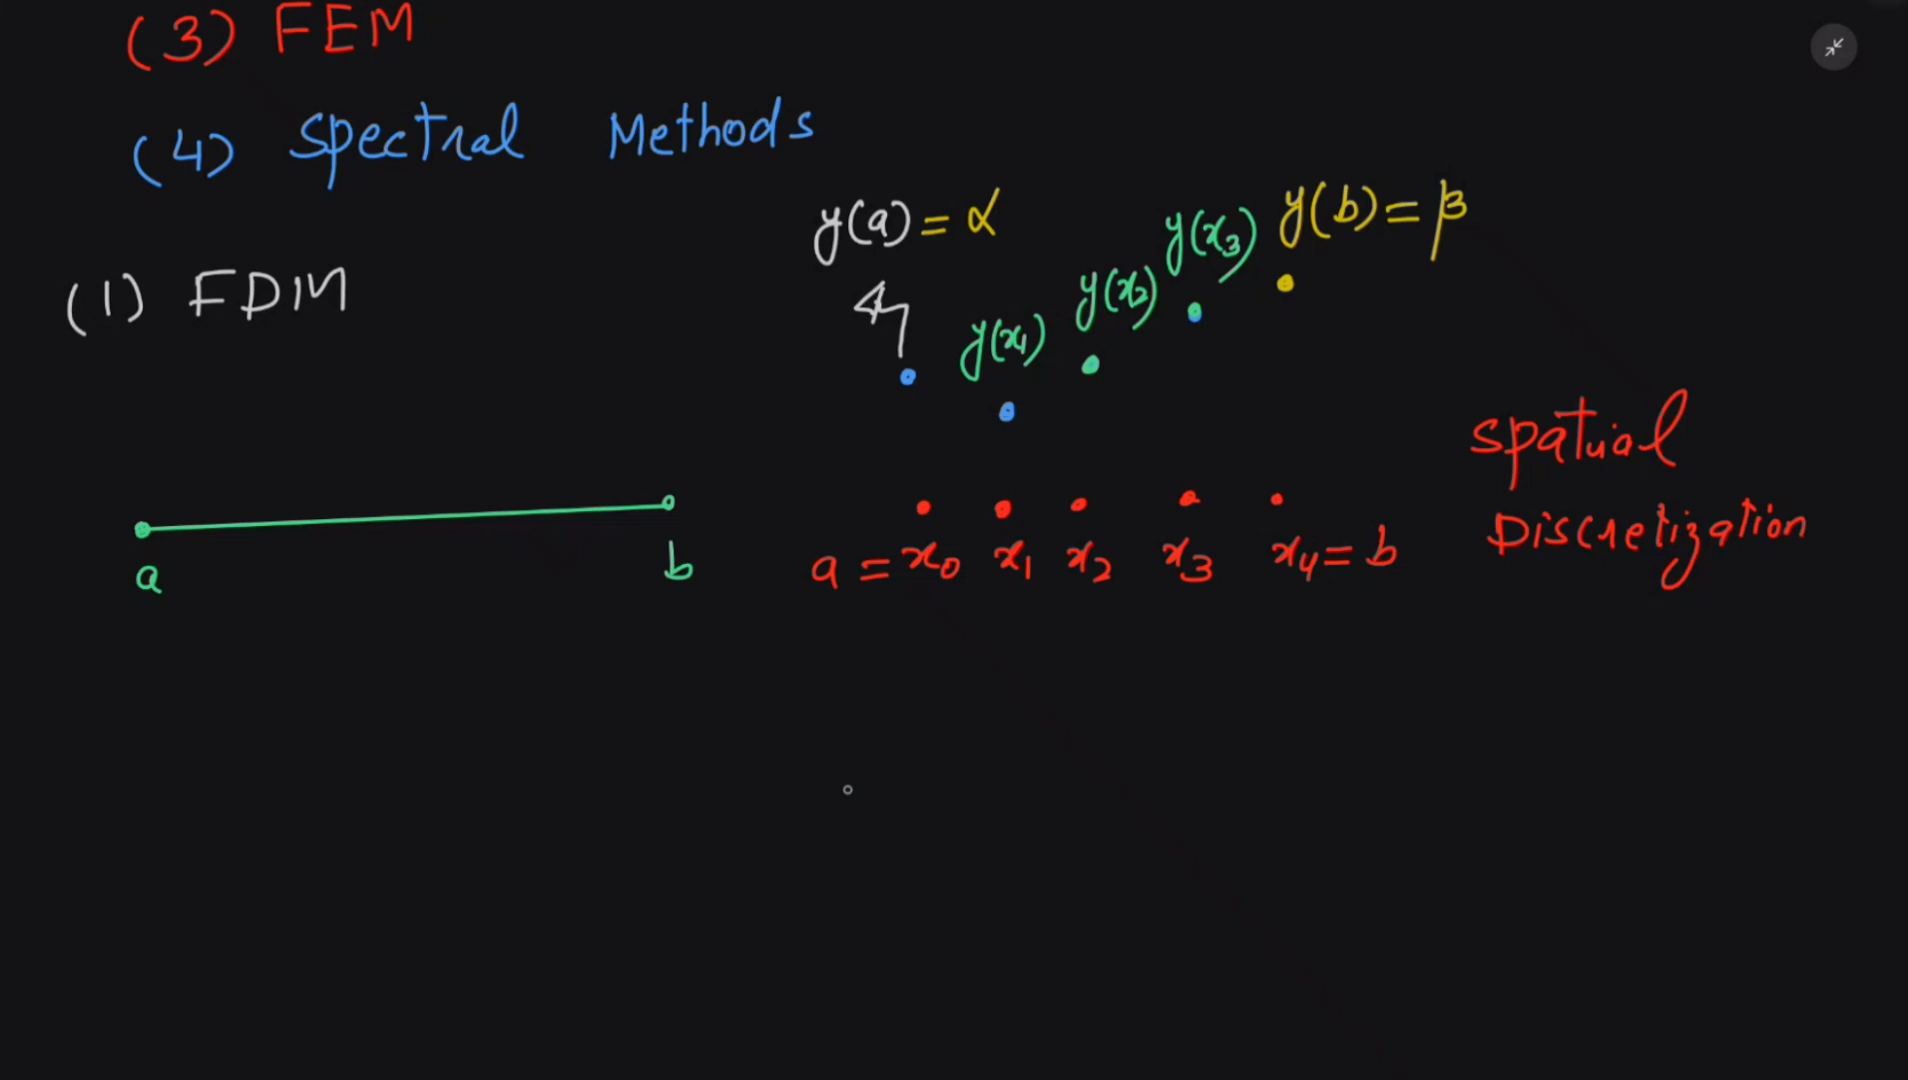 (3) FEM
(4) Spectral Methods
y(a) = α
y(x₁)
y(x₂)
y(x₃)
y(b) = β
(1) FDM
Spatial
Discretization
a
b
a = x₀ x₁ x₂ x₃ x₄ = b